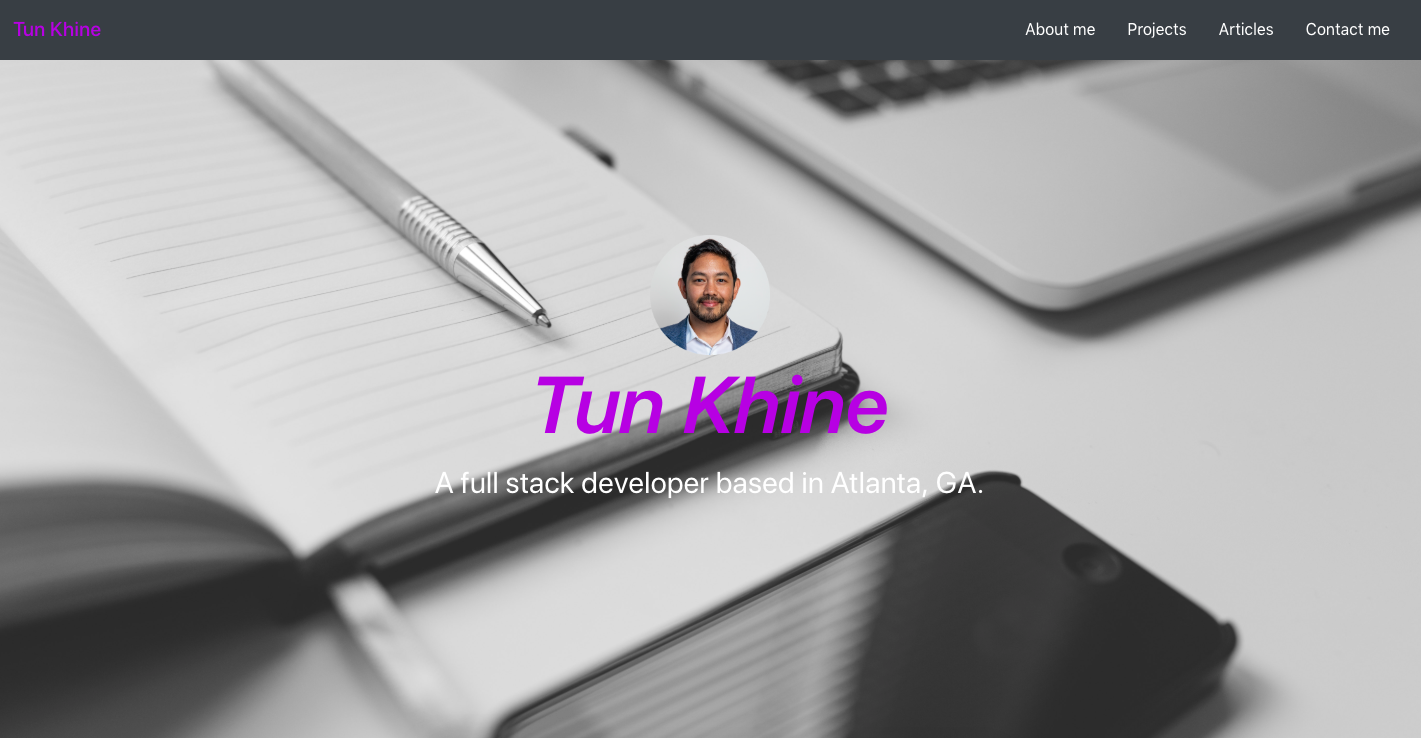 Tun Khine
About me Projects Articles Contact me
Tun Khine
A full stack developer based in Atlanta, GA.